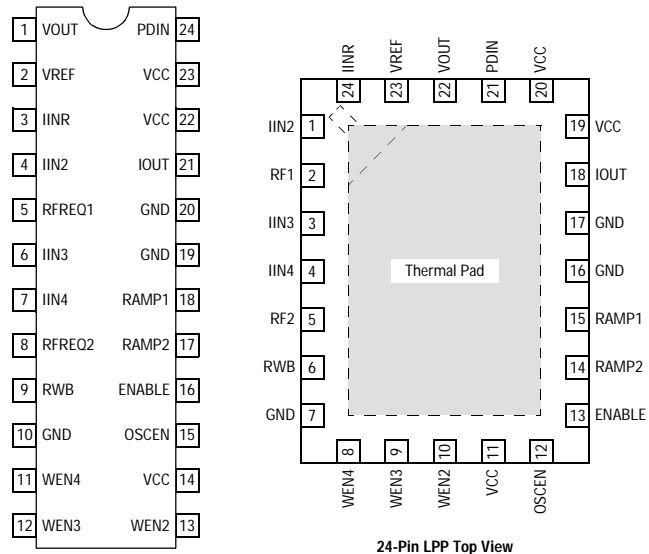 1 VOUT PDIN 24
2 VREF VCC 23
3 IINR VCC 22
4 IIN2 IOUT 21
5 RFREQ1 GND 20
6 IIN3 GND 19
7 IIN4 RAMP1 18
8 RFREQ2 RAMP2 17
9 RWB ENABLE 16
10 GND OSCEN 15
11 WEN4 VCC 14
12 WEN3 WEN2 13
IINR VREF VOUT PDIN VCC
24 23 22 21 20
IIN2 1 19 VCC
RF1 2 18 IOUT
IIN3 3 17 GND
IIN4 4 Thermal Pad 16 GND
RF2 5 15 RAMP1
RWB 6 14 RAMP2
GND 7 13 ENABLE
8 9 10 11 12
WEN4 WEN3 WEN2 VCC OSCEN
24-Pin LPP Top View